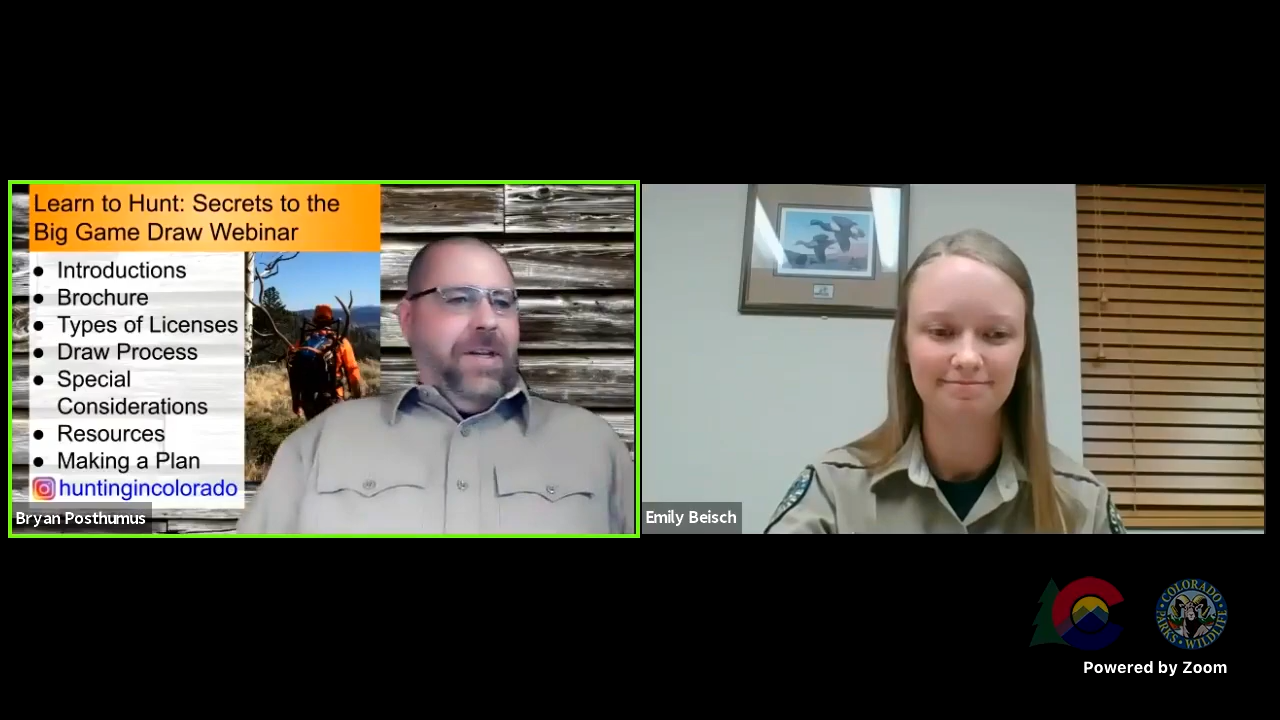 Learn to Hunt: Secrets to the
Big Game Draw Webinar
● Introductions
● Brochure
● Types of Licenses
● Draw Process
● Special
Considerations
● Resources
● Making a Plan
huntingincolorado
Bryan Posthumus
Emily Beisch
COLORADO
PARKS • WILDLIFE
Powered by Zoom